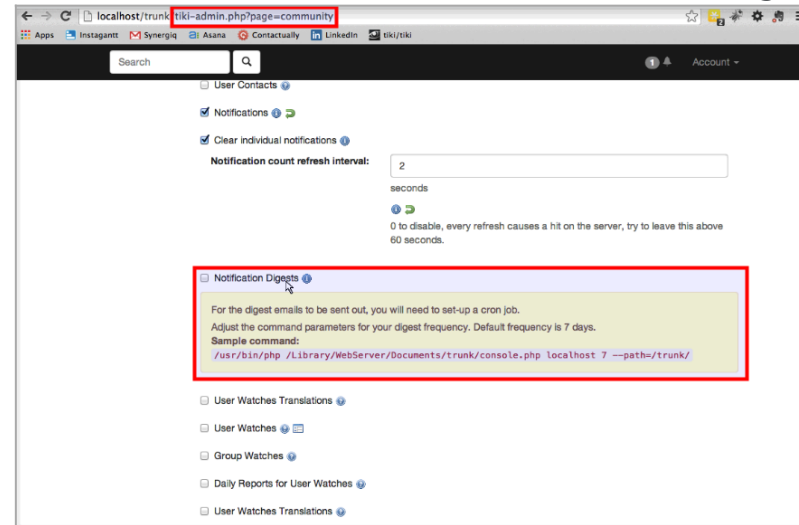 localhost/trunk/tiki-admin.php?page=community
Apps Instagantt Synergiq Asana Contactually LinkedIn tiki/tiki
Search 1 Account
User Contacts
Notifications
Clear individual notifications
Notification count refresh interval:
2
seconds
0 to disable, every refresh causes a hit on the server, try to leave this above
60 seconds.
Notification Digests
For the digest emails to be sent out, you will need to set-up a cron job.
Adjust the command parameters for your digest frequency. Default frequency is 7 days.
Sample command:
/usr/bin/php /Library/WebServer/Documents/trunk/console.php localhost 7 --path=/trunk/
User Watches Translations
User Watches
Group Watches
Daily Reports for User Watches
User Watches Translations